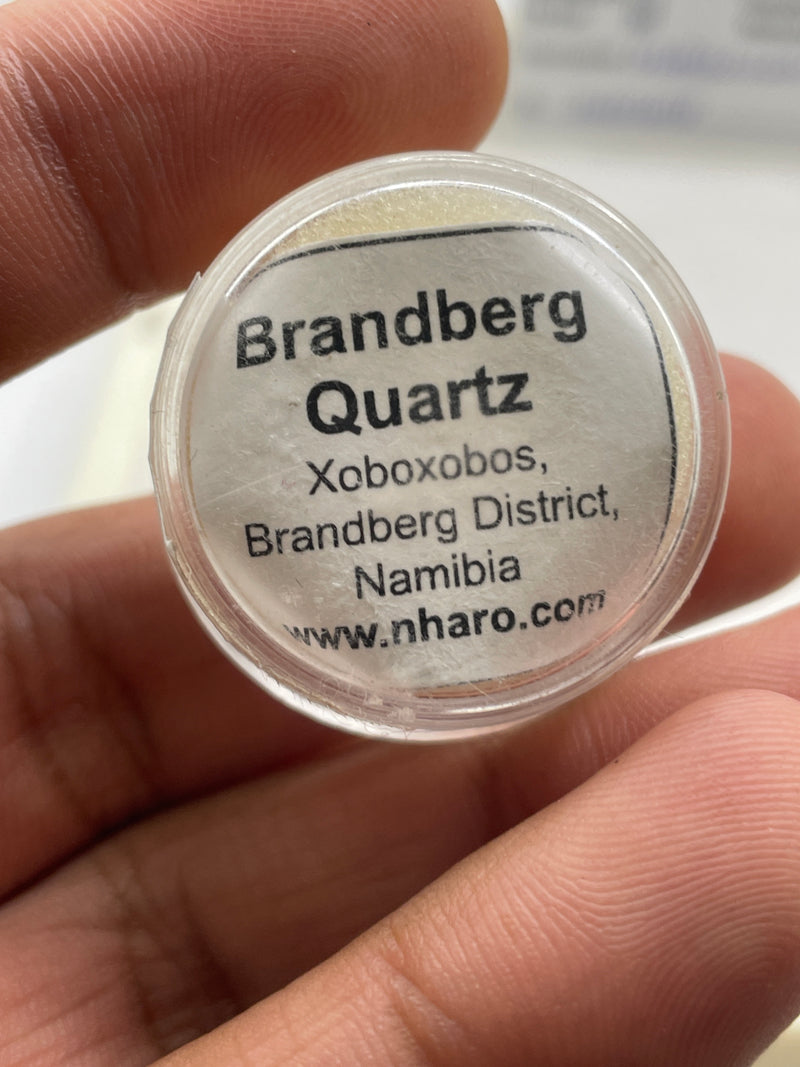 Brandberg
Quartz
Xoboxobos,
Brandberg District,
Namibia
www.nharo.com